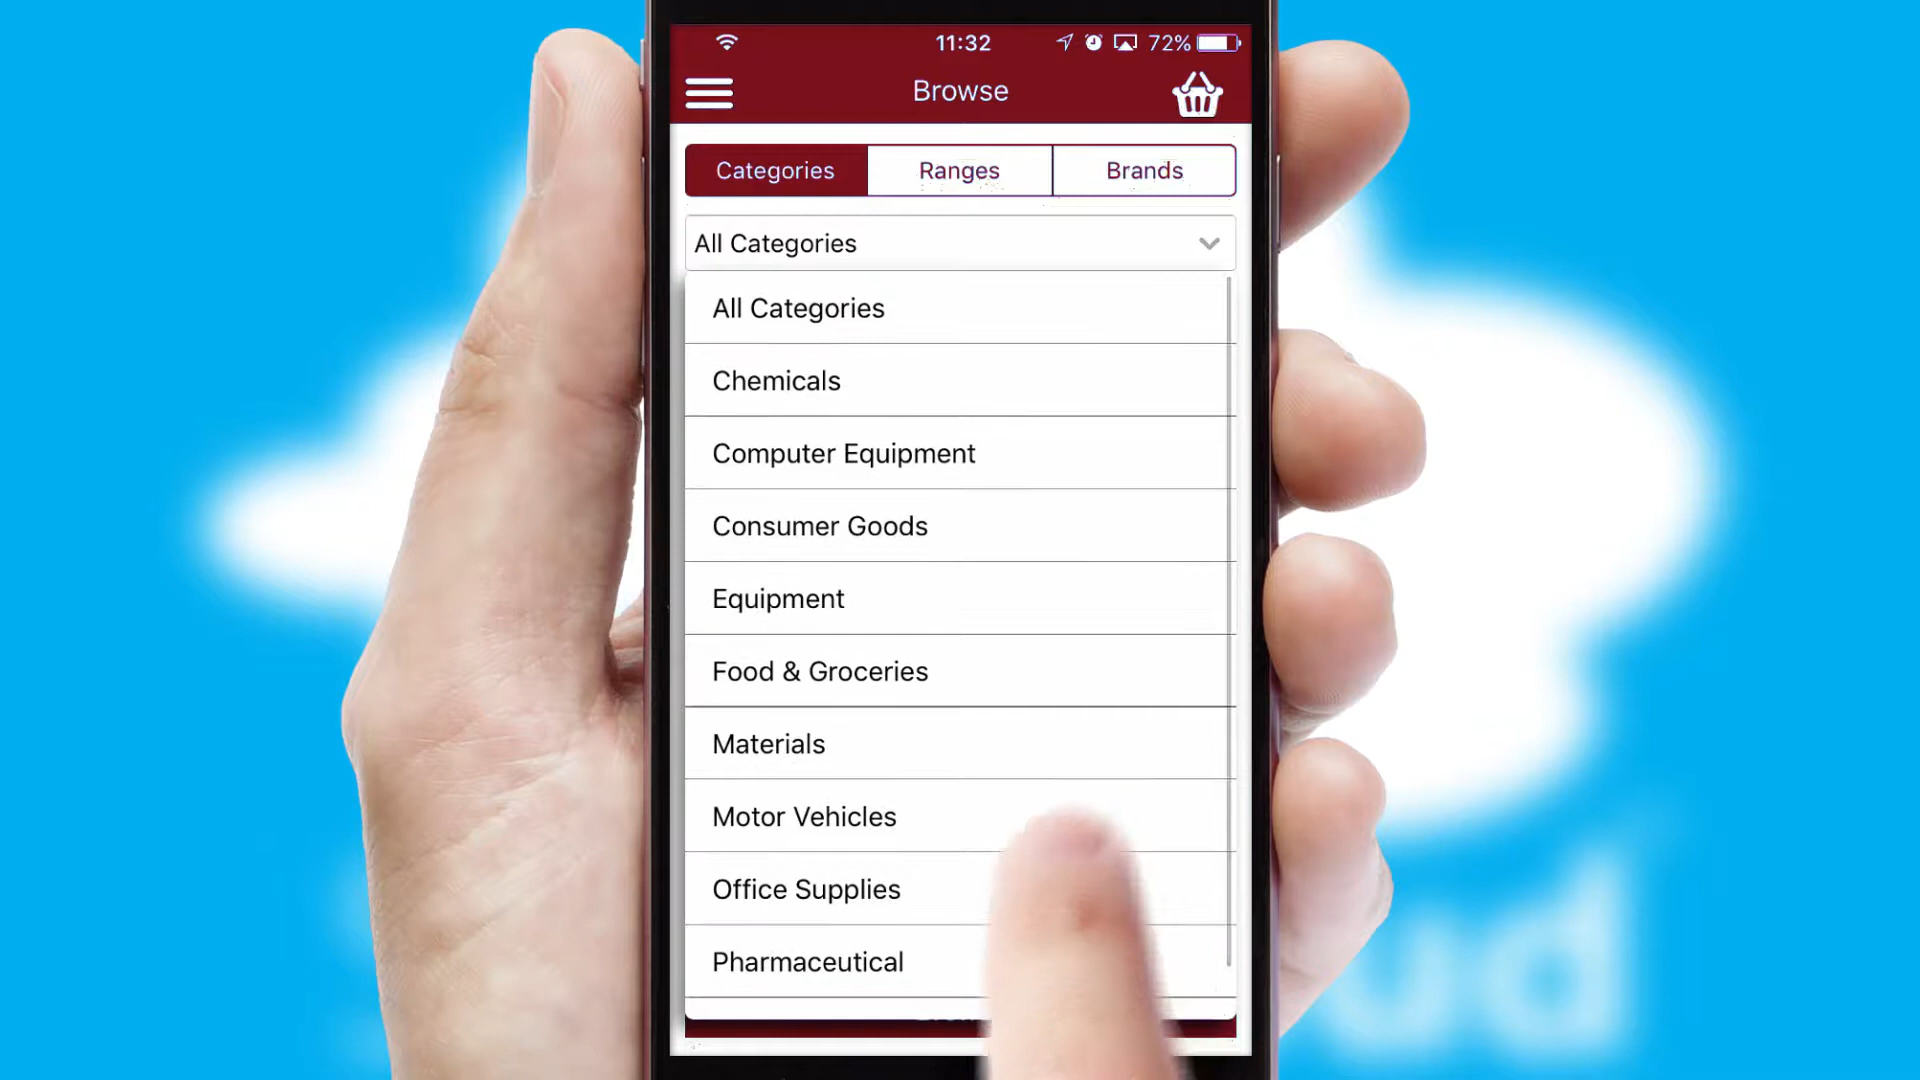 11:32 72%
Browse
Categories Ranges Brands
All Categories
All Categories
Chemicals
Computer Equipment
Consumer Goods
Equipment
Food & Groceries
Materials
Motor Vehicles
Office Supplies
Pharmaceutical